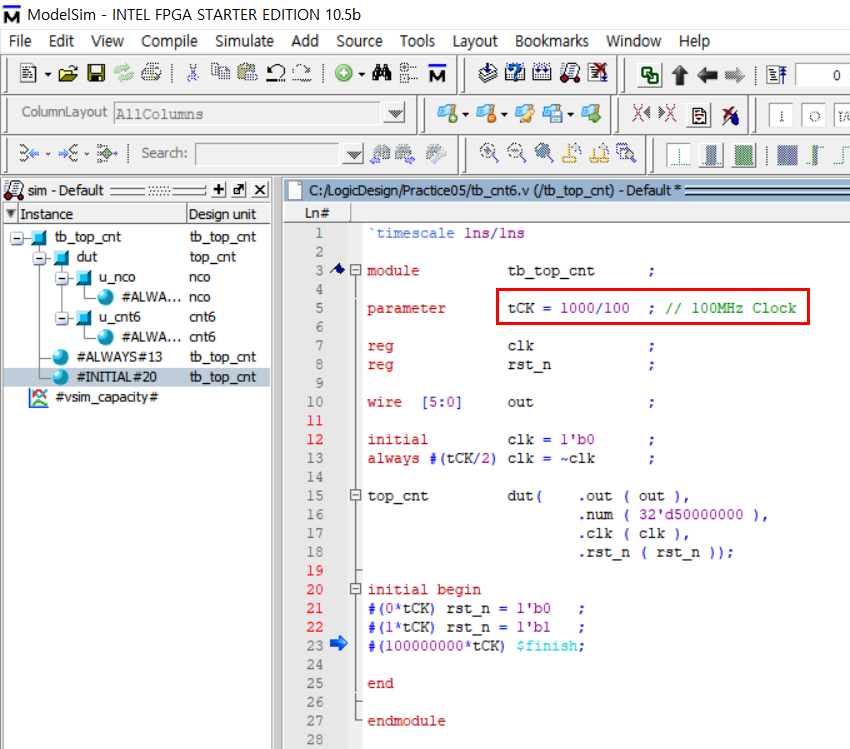 ModelSim - INTEL FPGA STARTER EDITION 10.5b
File Edit View Compile Simulate Add Source Tools Layout Bookmarks Window Help
0
ColumnLayout AllColumns
Search:
sim - Default
C:/LogicDesign/Practice05/tb_cnt6.v (/tb_top_cnt) - Default *
Instance Design unit
tb_top_cnt tb_top_cnt
dut top_cnt
u_nco nco
#ALWA... nco
u_cnt6 cnt6
#ALWA... cnt6
#ALWAYS#13 tb_top_cnt
#INITIAL#20 tb_top_cnt
#vsim_capacity#
Ln#
1 `timescale 1ns/1ns
2
3 module tb_top_cnt ;
4
5 parameter tCK = 1000/100 ; // 100MHz Clock
6
7 reg clk ;
8 reg rst_n ;
9
10 wire [5:0] out ;
11
12 initial clk = 1'b0 ;
13 always #(tCK/2) clk = ~clk ;
14
15 top_cnt dut( .out ( out ),
16 .num ( 32'd50000000 ),
17 .clk ( clk ),
18 .rst_n ( rst_n ));
19
20 initial begin
21 #(0*tCK) rst_n = 1'b0 ;
22 #(1*tCK) rst_n = 1'b1 ;
23 #(100000000*tCK) $finish;
24
25 end
26
27 endmodule
28